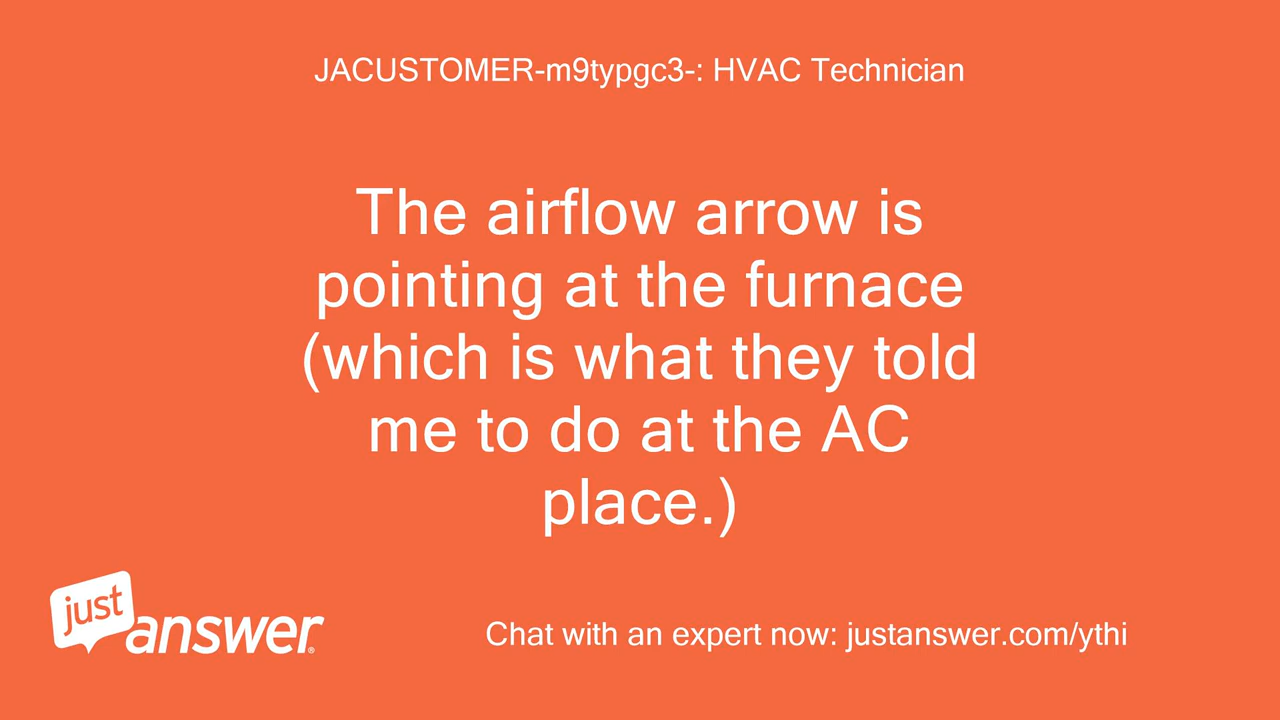 JACUSTOMER-m9typgc3-: HVAC Technician
The airflow arrow is
pointing at the furnace
(which is what they told
me to do at the AC
place.)
just
answer®
Chat with an expert now: justanswer.com/ythi